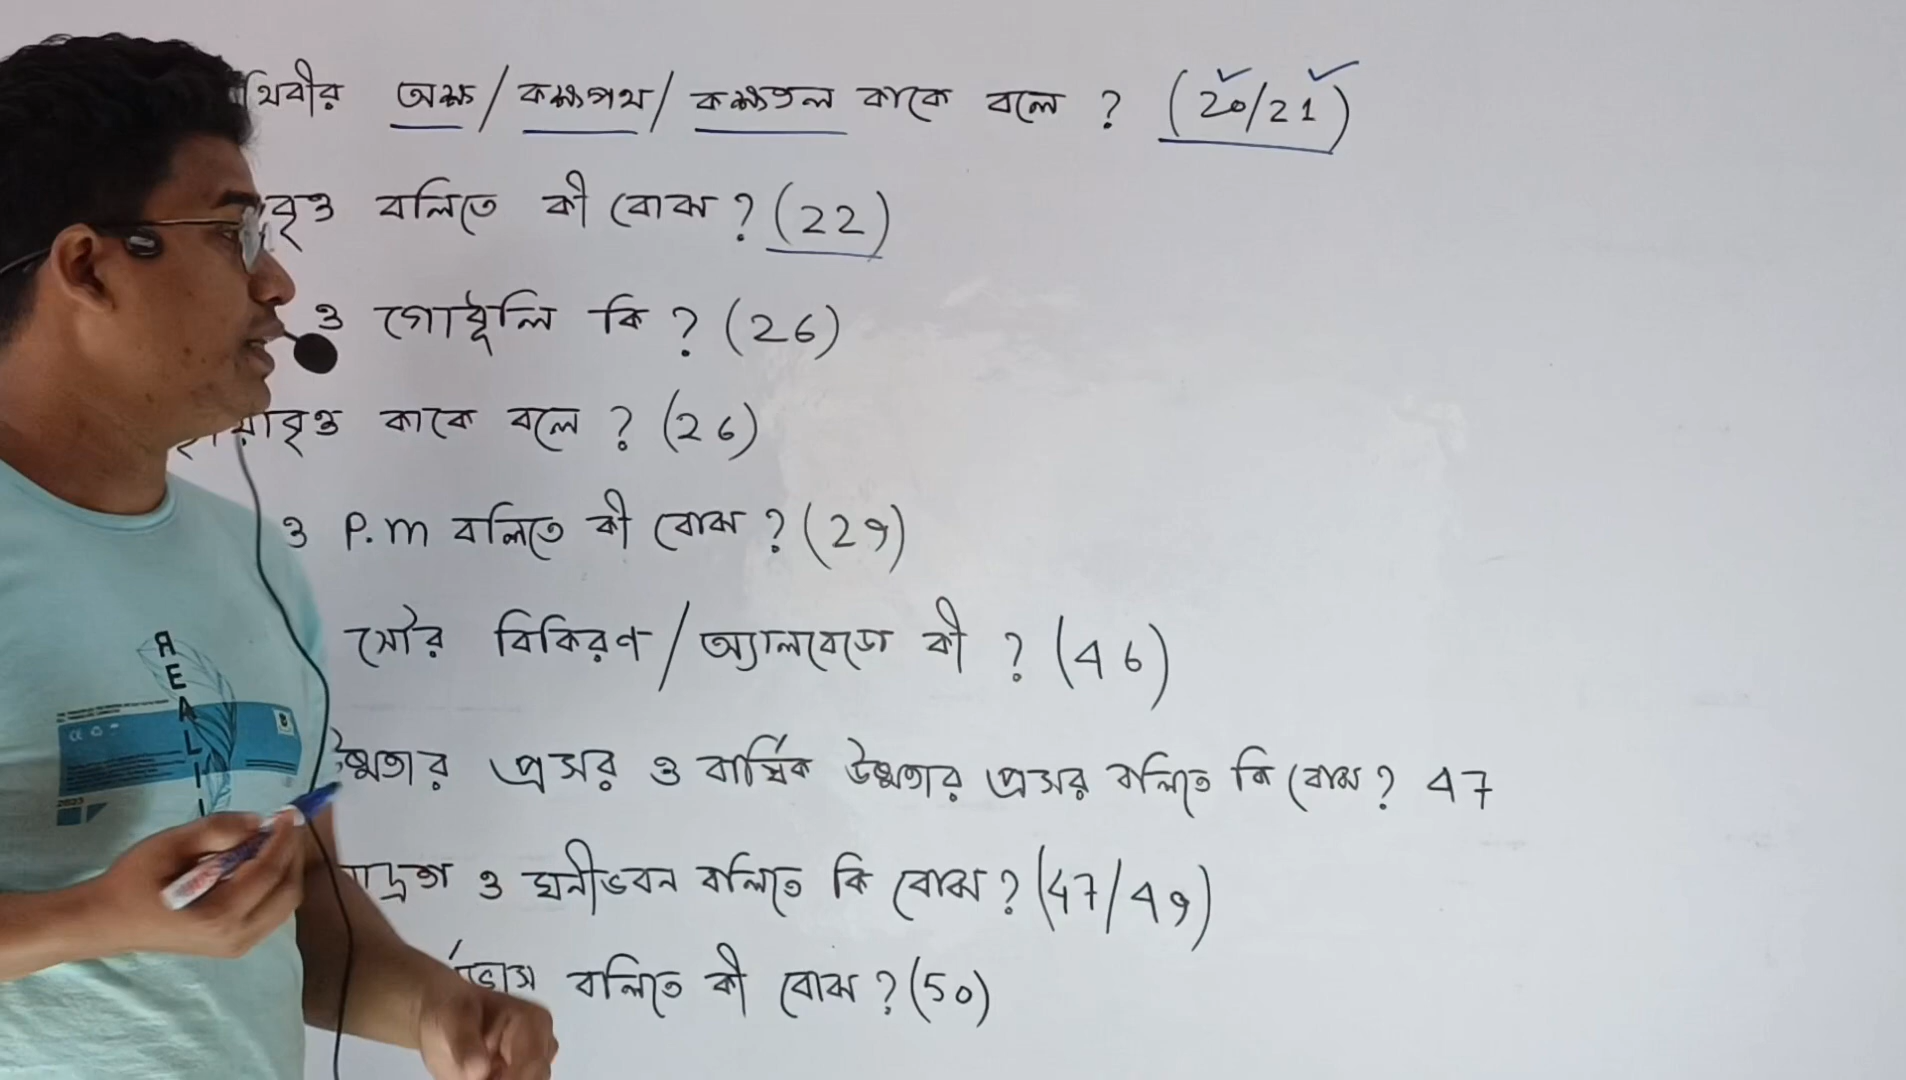 থিবীর অক্ষ/কক্ষপথ/কক্ষতল কাকে বলে ? (20/21)
বৃত্ত বলিতে কী বোঝ ? (22)
ও গোধূলি কি ? (26)
য়াবৃত্ত কাকে বলে ? (26)
ও P.m বলিতে কী বোঝ ? (29)
সৌর বিকিরণ/অ্যালবেডো কী ? (46)
উষ্ণতার প্রসর ও বার্ষিক উষ্ণতার প্রসর বলিতে কি বোঝ ? 47
াদ্রতা ও ঘনীভবন বলিতে কি বোঝ ? (47/49)
র্বাভাস বলিতে কী বোঝ ? (50)
REALI